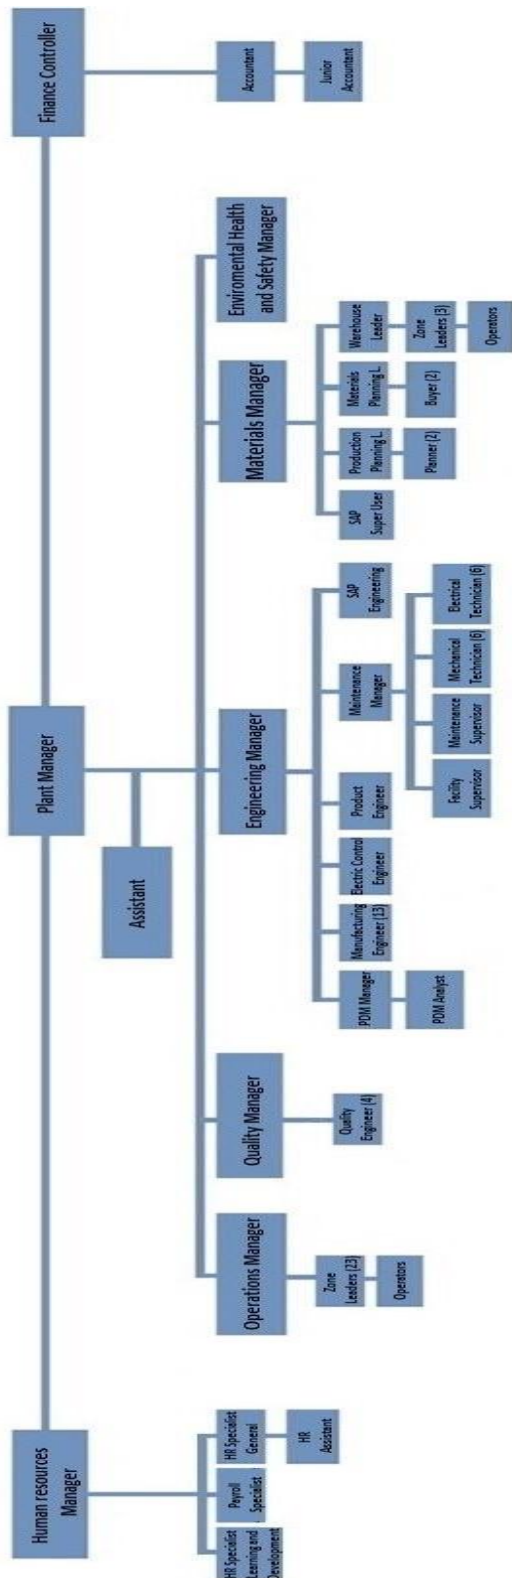 Human resources
Manager
Plant Manager
Finance Controller
Assistant
HR Specialist
Learning and
Development
Payroll
Specialist
HR Specialist
General
HR
Assistant
Operations Manager
Zone
Leaders (23)
Operators
Quality Manager
Quality
Engineer (4)
Engineering Manager
PDM Manager
PDM Analyst
Manufacturing
Engineer (13)
Electric Control
Engineer
Product
Engineer
Maintenance
Manager
SAP
Engineering
Facility
Supervisor
Maintenance
Supervisor
Mechanical
Technician (6)
Electrical
Technician (6)
Materials Manager
SAP
Super User
Production
Planning L.
Planner (2)
Materials
Planning L.
Buyer (2)
Warehouse
Leader
Zone
Leaders (3)
Operators
Enviromental Health
and Safety Manager
Accountant
Junior
Accountant